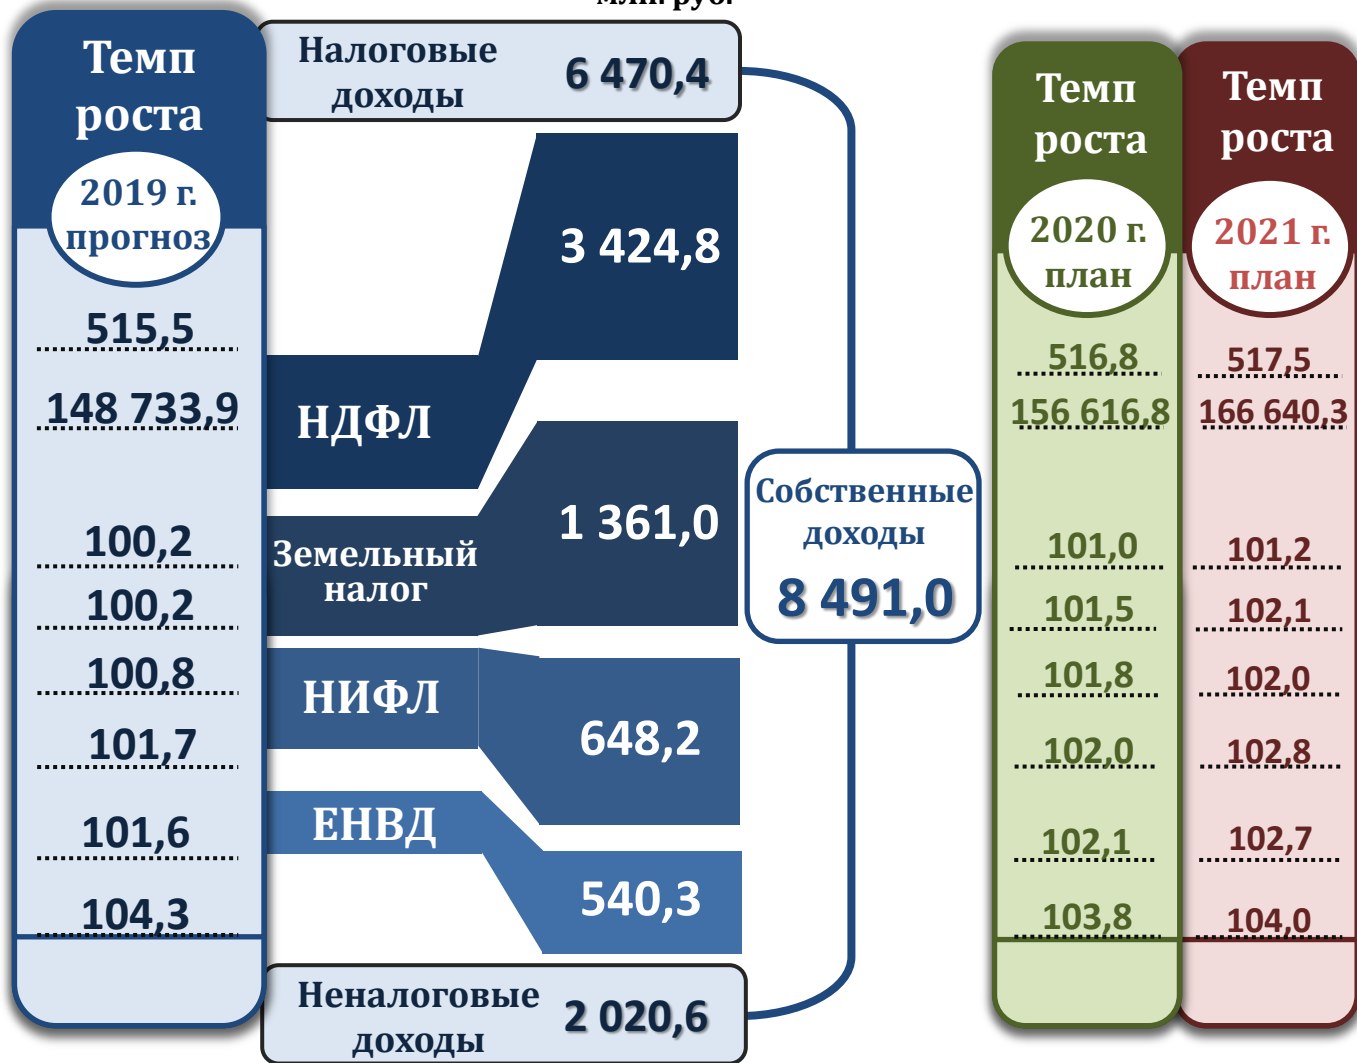 млн. руб.
Темп
роста
2019 г.
прогноз
515,5
148 733,9
100,2
100,2
100,8
101,7
101,6
104,3
Налоговые
доходы
6 470,4
НДФЛ
3 424,8
Земельный
налог
1 361,0
НИФЛ
648,2
ЕНВД
540,3
Неналоговые
доходы
2 020,6
Собственные
доходы
8 491,0
Темп
роста
2020 г.
план
516,8
156 616,8
101,0
101,5
101,8
102,0
102,1
103,8
Темп
роста
2021 г.
план
517,5
166 640,3
101,2
102,1
102,0
102,8
102,7
104,0